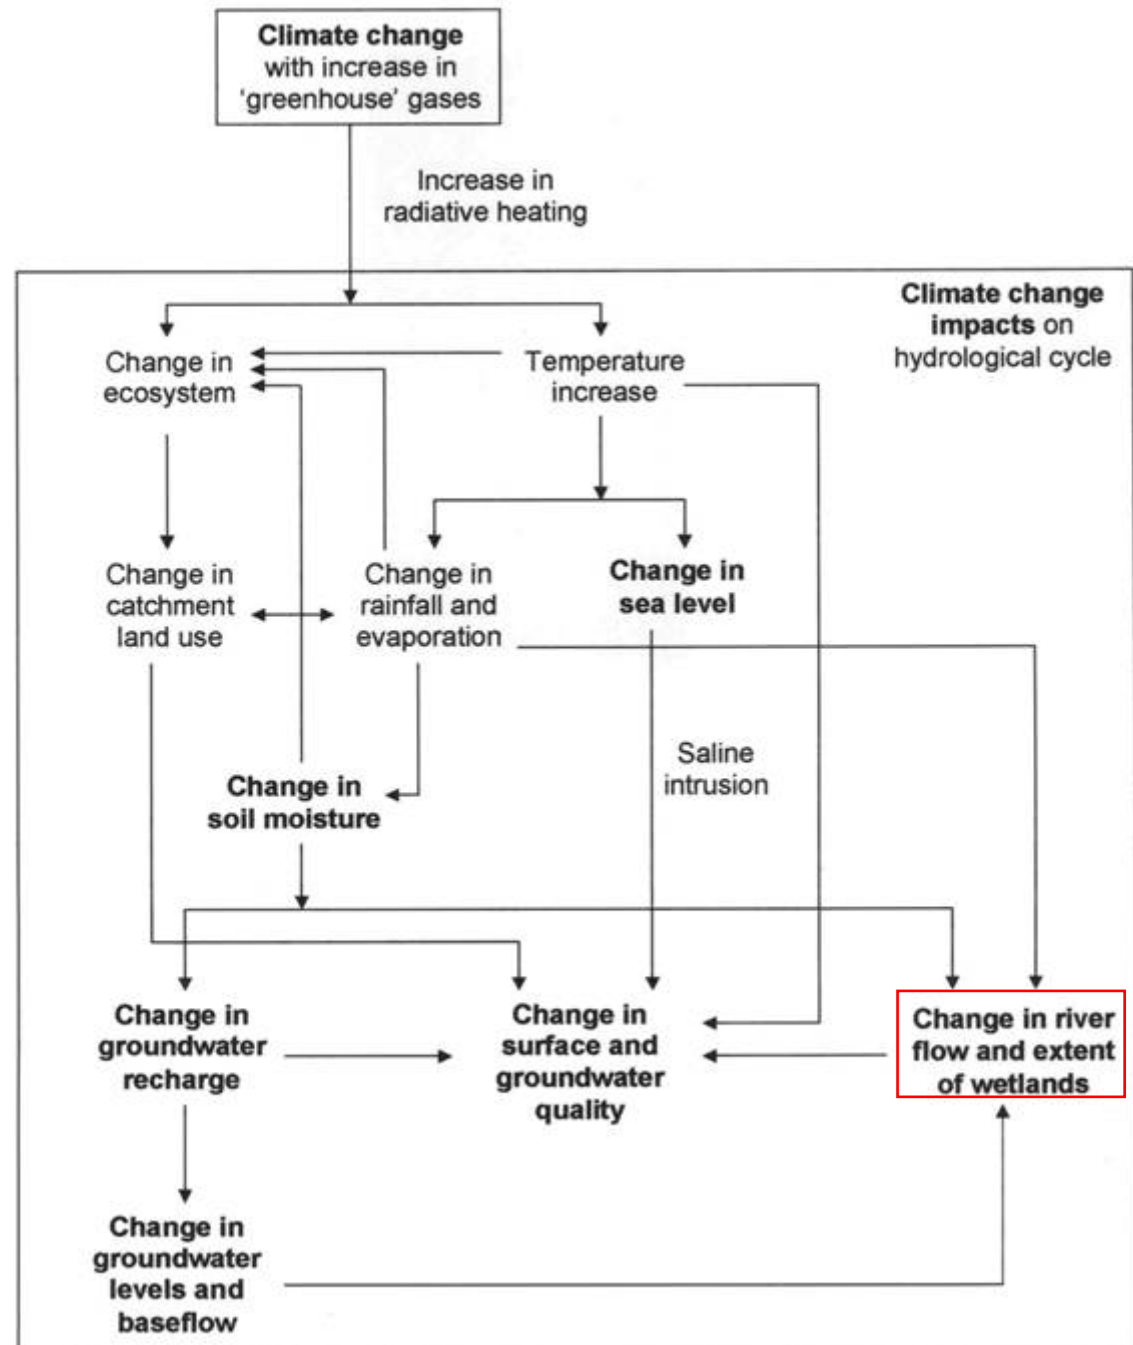 Climate change
with increase in
‘greenhouse’ gases
Increase in
radiative heating
Climate change
impacts on
hydrological cycle
Change in
ecosystem
Temperature
increase
Change in
catchment
land use
Change in
rainfall and
evaporation
Change in
sea level
Saline
intrusion
Change in
soil moisture
Change in
groundwater
recharge
Change in
surface and
groundwater
quality
Change in river
flow and extent
of wetlands
Change in
groundwater
levels and
baseflow